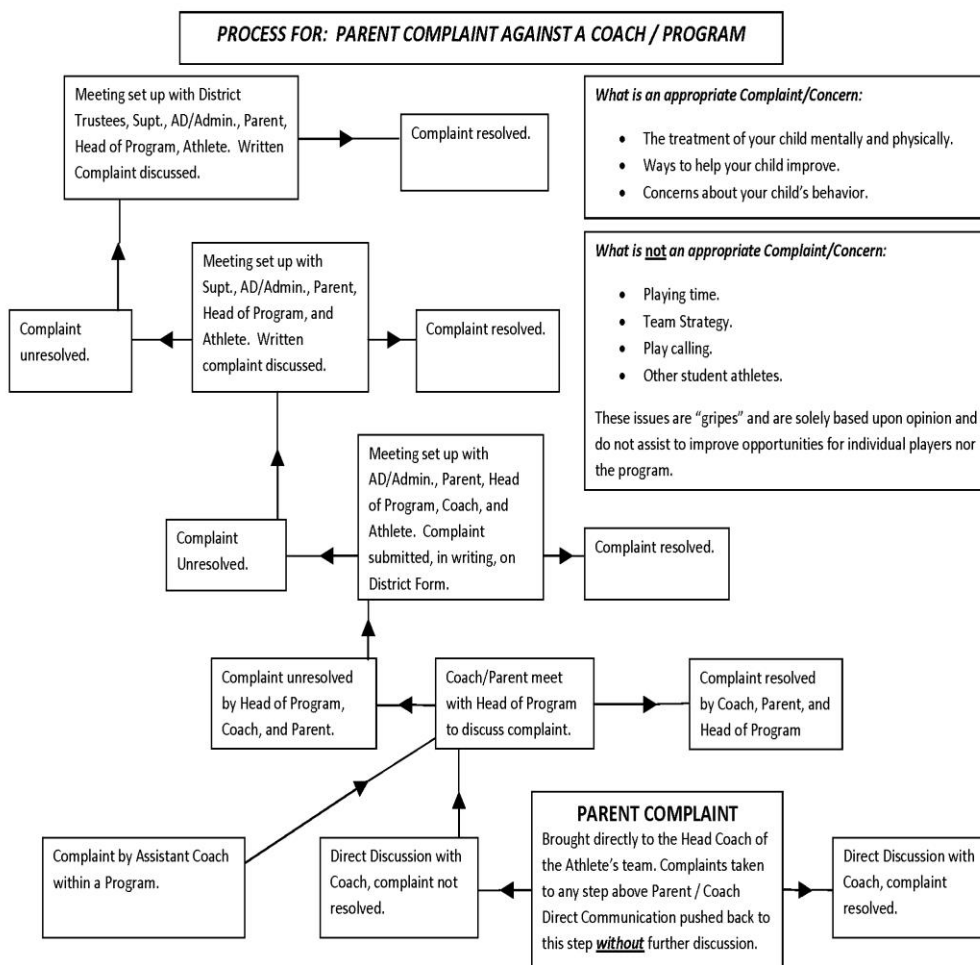 PROCESS FOR:  PARENT COMPLAINT AGAINST A COACH / PROGRAM
Meeting set up with District
Trustees, Supt., AD/Admin., Parent,
Head of Program, Athlete.  Written
Complaint discussed.
Complaint resolved.
What is an appropriate Complaint/Concern:
• The treatment of your child mentally and physically.
• Ways to help your child improve.
• Concerns about your child's behavior.
What is not an appropriate Complaint/Concern:
• Playing time.
• Team Strategy.
• Play calling.
• Other student athletes.
These issues are “gripes” and are solely based upon opinion and
do not assist to improve opportunities for individual players nor
the program.
Complaint
unresolved.
Meeting set up with
Supt., AD/Admin., Parent,
Head of Program, and
Athlete.  Written
complaint discussed.
Complaint resolved.
Complaint
Unresolved.
Meeting set up with
AD/Admin., Parent, Head
of Program, Coach, and
Athlete.  Complaint
submitted, in writing, on
District Form.
Complaint resolved.
Complaint unresolved
by Head of Program,
Coach, and Parent.
Coach/Parent meet
with Head of Program
to discuss complaint.
Complaint resolved
by Coach, Parent, and
Head of Program
Complaint by Assistant Coach
within a Program.
Direct Discussion with
Coach, complaint not
resolved.
PARENT COMPLAINT
Brought directly to the Head Coach of
the Athlete's team. Complaints taken
to any step above Parent / Coach
Direct Communication pushed back to
this step without further discussion.
Direct Discussion with
Coach, complaint
resolved.